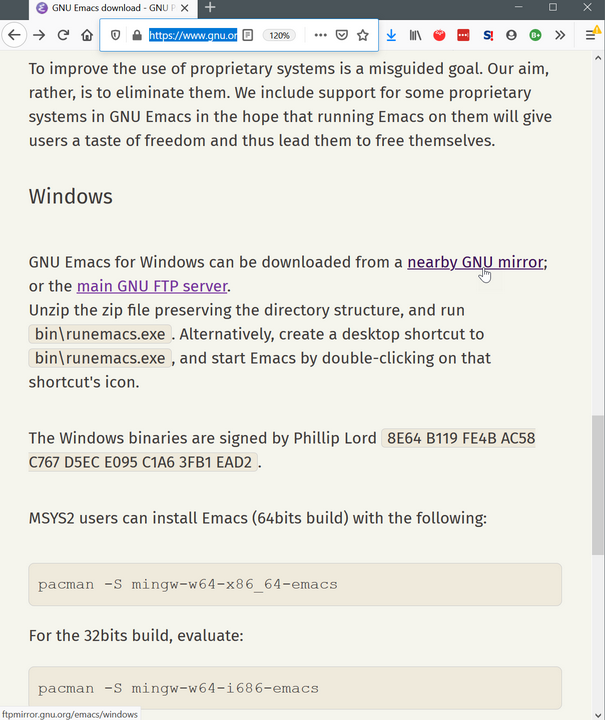 GNU Emacs download - GNU P
https://www.gnu.or
120%
S!
B+
To improve the use of proprietary systems is a misguided goal. Our aim,
rather, is to eliminate them. We include support for some proprietary
systems in GNU Emacs in the hope that running Emacs on them will give
users a taste of freedom and thus lead them to free themselves.
Windows
GNU Emacs for Windows can be downloaded from a nearby GNU mirror;
or the main GNU FTP server.
Unzip the zip file preserving the directory structure, and run
bin\runemacs.exe. Alternatively, create a desktop shortcut to
bin\runemacs.exe, and start Emacs by double-clicking on that
shortcut's icon.
The Windows binaries are signed by Phillip Lord 8E64 B119 FE4B AC58
C767 D5EC E095 C1A6 3FB1 EAD2.
MSYS2 users can install Emacs (64bits build) with the following:
pacman -S mingw-w64-x86_64-emacs
For the 32bits build, evaluate:
pacman -S mingw-w64-i686-emacs
ftpmirror.gnu.org/emacs/windows